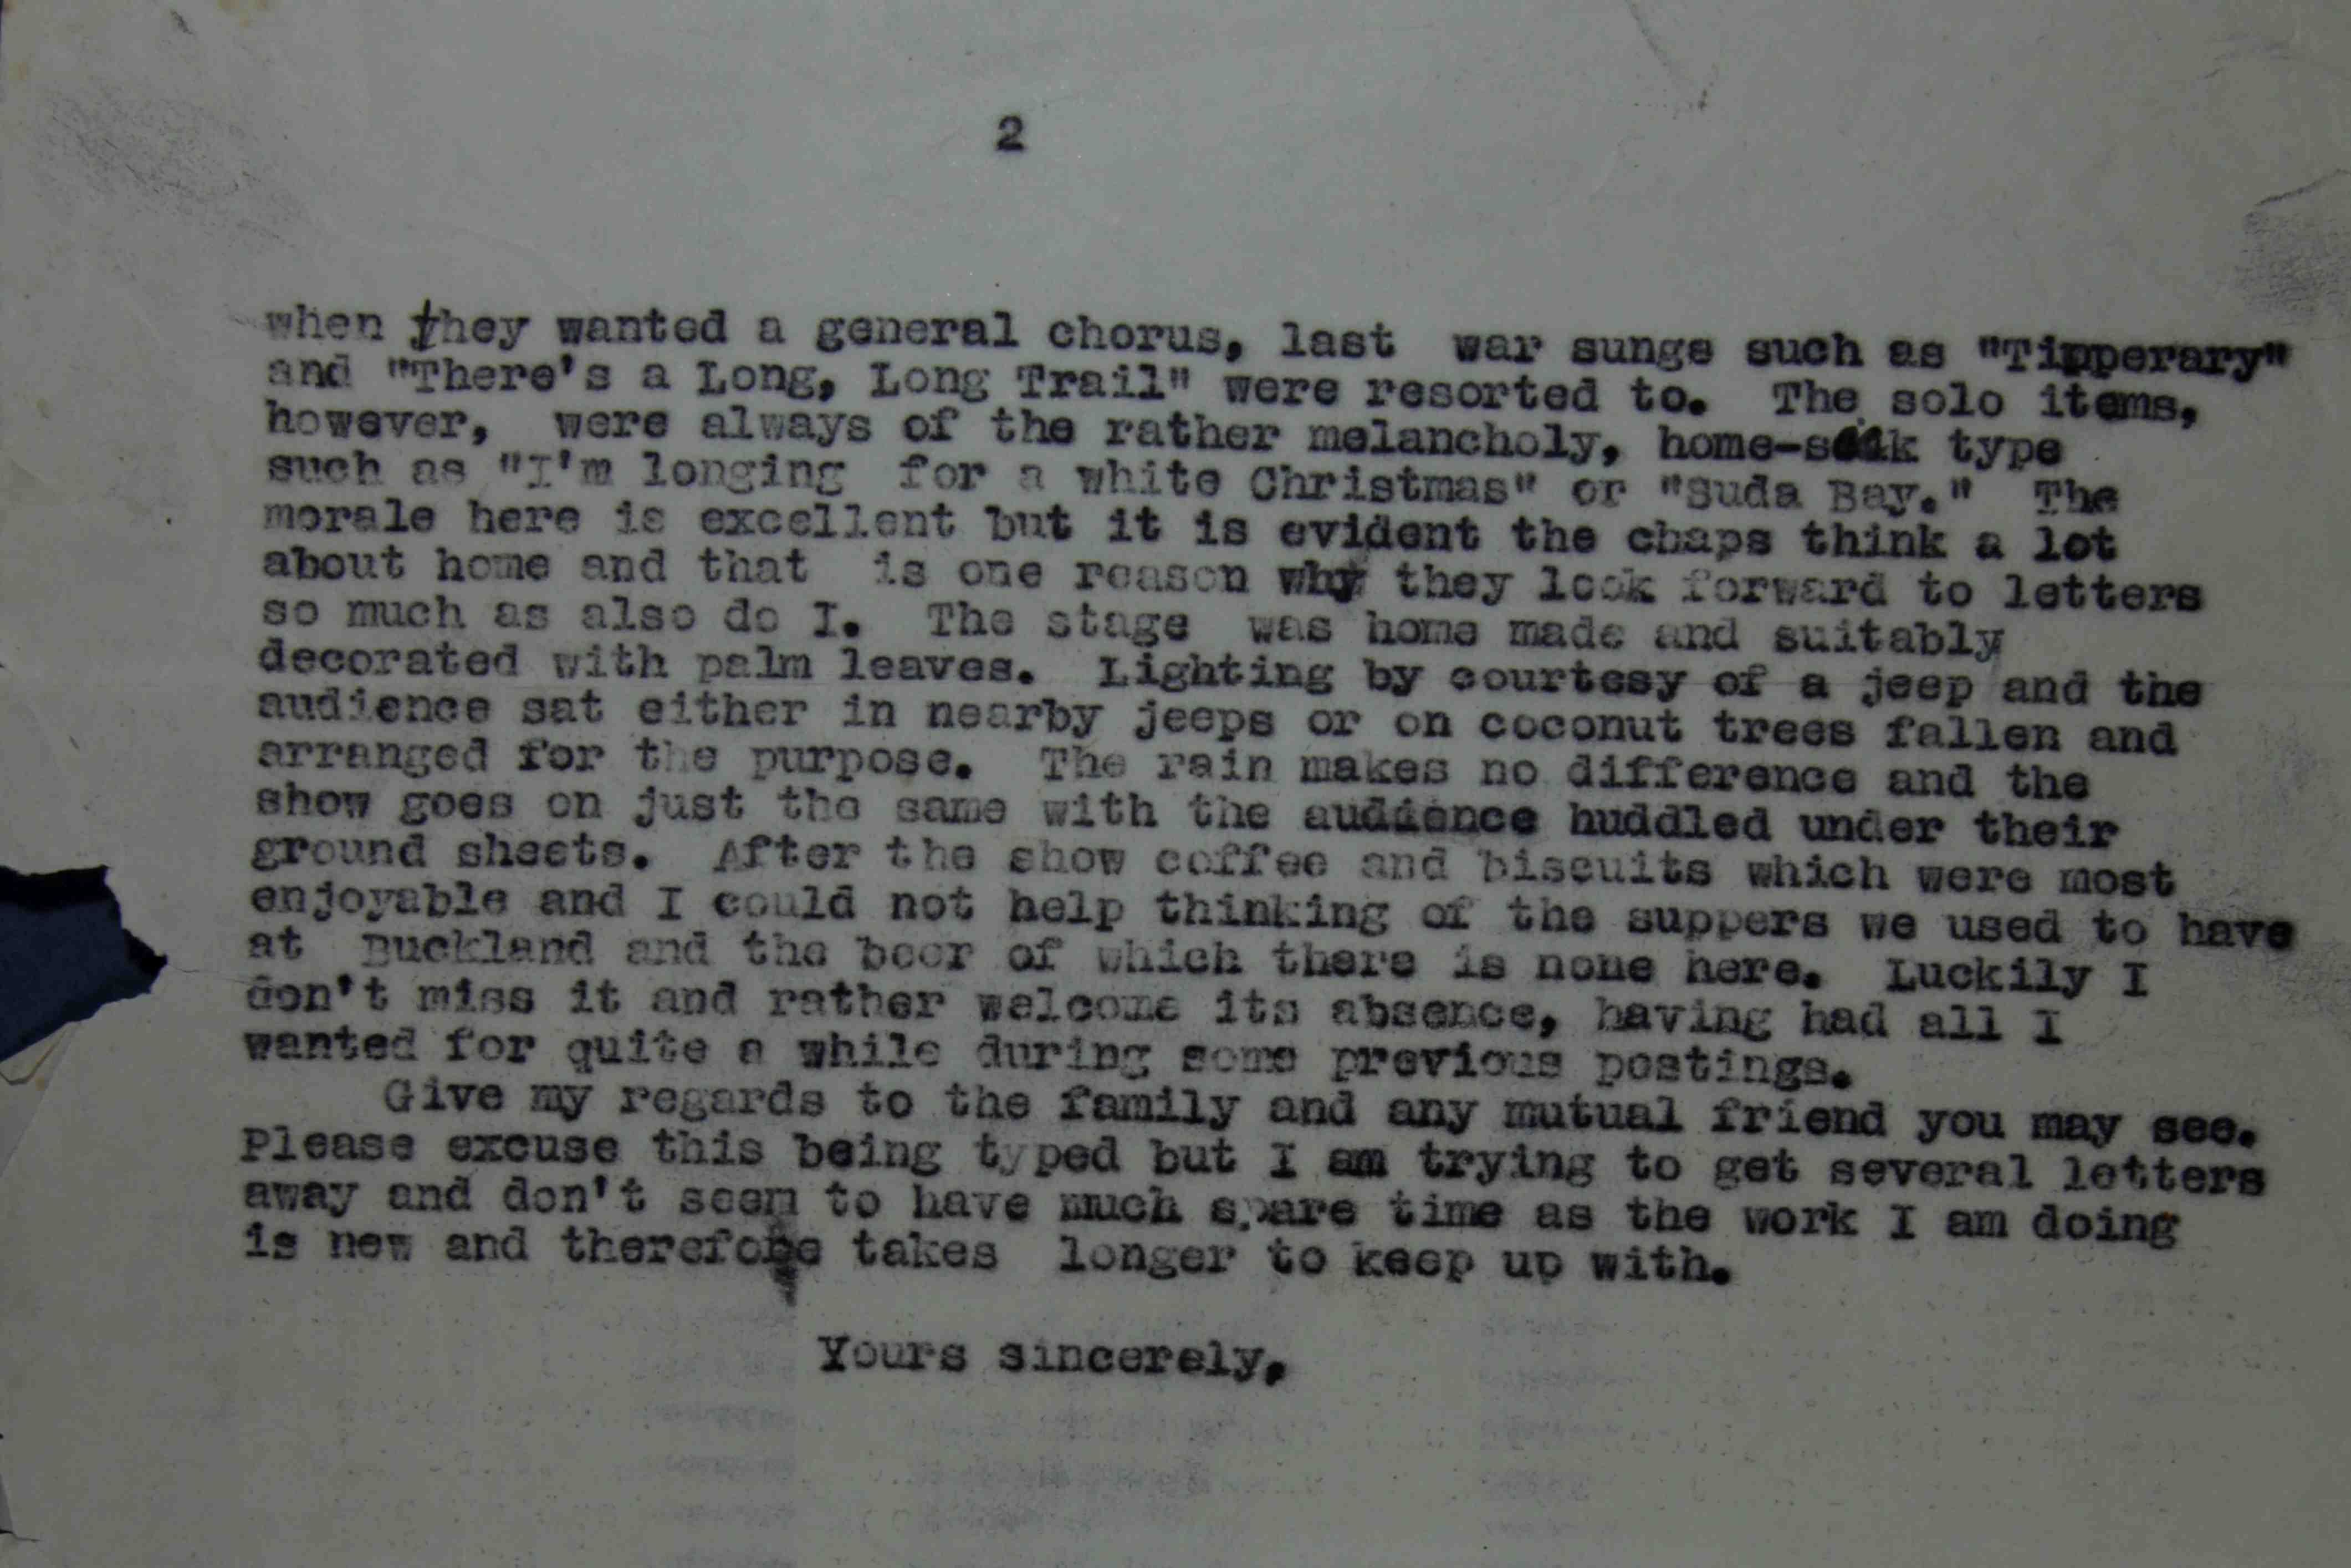 2
when they wanted a general chorus, last war sungs such as "Tipperary"
and "There's a Long, Long Trail" were resorted to. The solo items,
however, were always of the rather melancholy, home-sick type
such as "I'm longing for a white Christmas" or "Suda Bay." The
morale here is excellent but it is evident the chaps think a lot
about home and that is one reason why they look forward to letters
so much as also do I. The stage was home made and suitably
decorated with palm leaves. Lighting by courtesy of a jeep and the
audience sat either in nearby jeeps or on coconut trees fallen and
arranged for the purpose. The rain makes no difference and the
show goes on just the same with the audience huddled under their
ground sheets. After the show coffee and biscuits which were most
enjoyable and I could not help thinking of the suppers we used to have
at Buckland and the beer of which there is none here. Luckily I
don't miss it and rather welcome its absence, having had all I
wanted for quite a while during some previous postings.
Give my regards to the family and any mutual friend you may see.
Please excuse this being typed but I am trying to get several letters
away and don't seem to have much spare time as the work I am doing
is new and therefore takes longer to keep up with.
Yours sincerely,